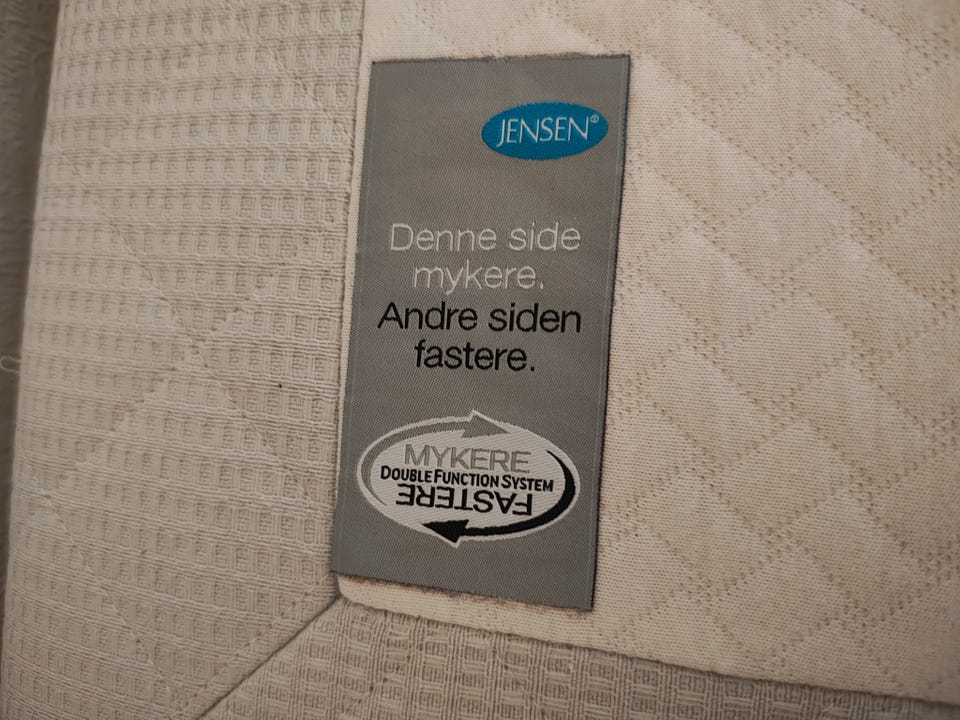 JENSEN®
Denne side
mykere.
Andre siden
fastere.
MYKERE
DOUBLE FUNCTION SYSTEM
FASTERE